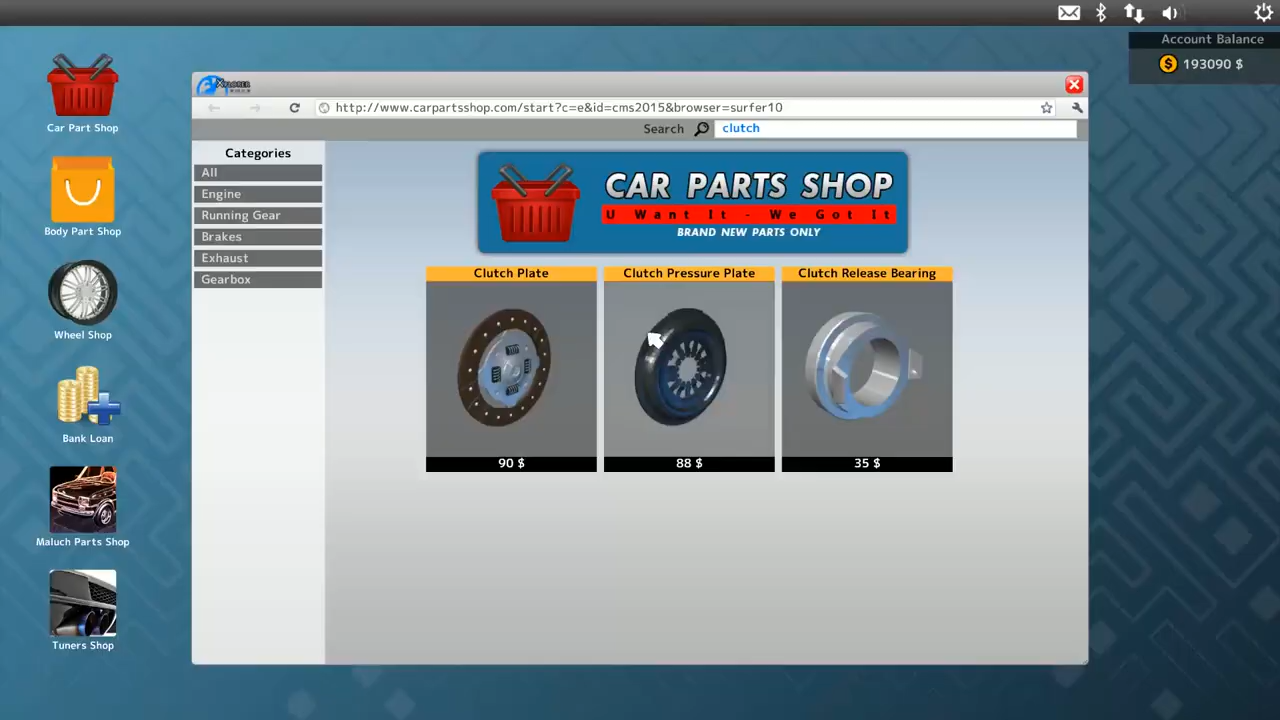 Account Balance
193090 $
Car Part Shop
Body Part Shop
Wheel Shop
Bank Loan
Maluch Parts Shop
Tuners Shop
http://www.carpartsshop.com/start?c=e&id=cms2015&browser=surfer10
Search clutch
Categories
All
Engine
Running Gear
Brakes
Exhaust
Gearbox
CAR PARTS SHOP
U Want It - We Got It
BRAND NEW PARTS ONLY
Clutch Plate
90 $
Clutch Pressure Plate
88 $
Clutch Release Bearing
35 $